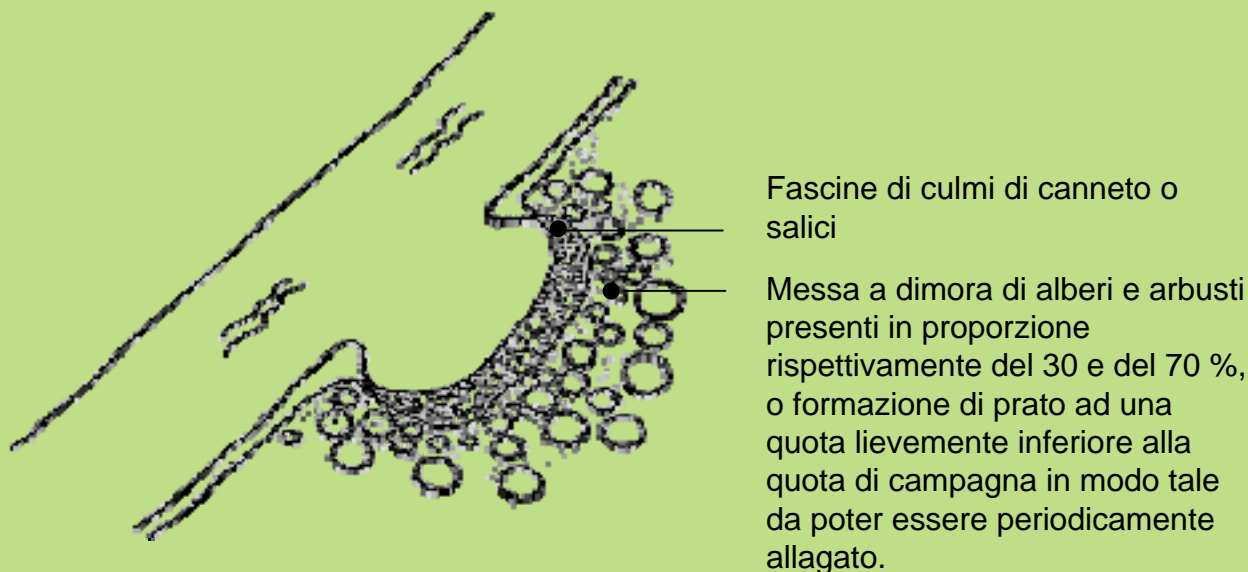 Fascine di culmi di canneto o
salici
Messa a dimora di alberi e arbusti
presenti in proporzione
rispettivamente del 30 e del 70 %,
o formazione di prato ad una
quota lievemente inferiore alla
quota di campagna in modo tale
da poter essere periodicamente
allagato.